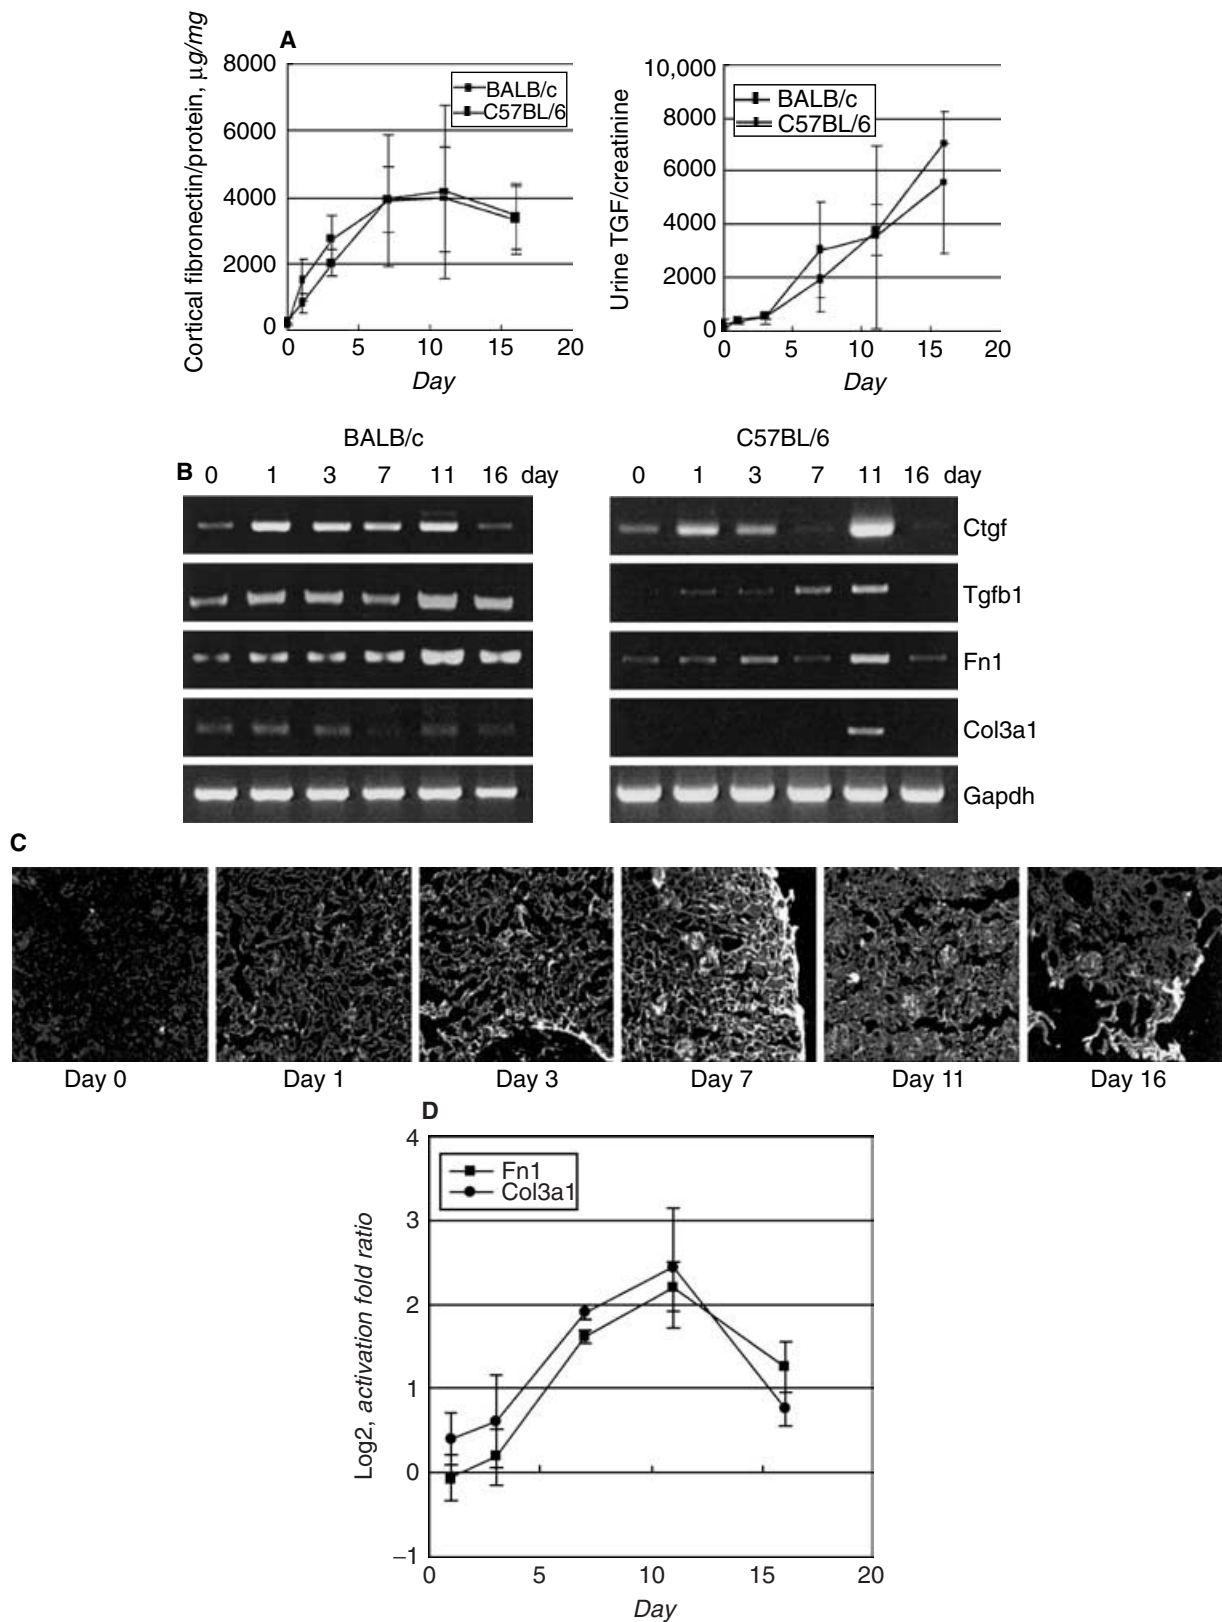 A
Cortical fibronectin/protein, μg/mg
8000
6000
4000
2000
0
BALB/c
C57BL/6
0 5 10 15 20
Day
Urine TGF/creatinine
10,000
8000
6000
4000
2000
0
BALB/c
C57BL/6
0 5 10 15 20
Day
BALB/c
C57BL/6
B 0 1 3 7 11 16 day
0 1 3 7 11 16 day
Ctgf
Tgfb1
Fn1
Col3a1
Gapdh
C
Day 0 Day 1 Day 3 Day 7 Day 11 Day 16
D
Log2, activation fold ratio
4
3
2
1
0
–1
Fn1
Col3a1
0 5 10 15 20
Day